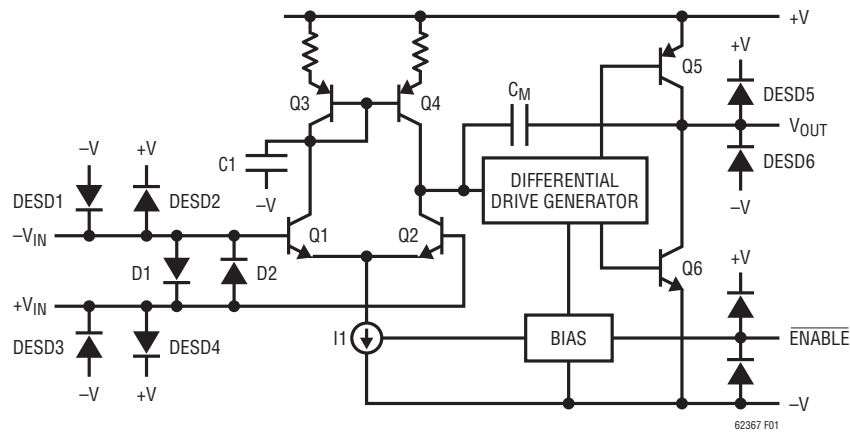 +V
Q3
Q4
Q5
+V
DESD5
CM
VOUT
C1
–V
DESD6
–V
–V
+V
DIFFERENTIAL
DRIVE GENERATOR
DESD1
DESD2
–VIN
Q1
Q2
+V
Q6
D1
D2
+VIN
DESD3
DESD4
I1
BIAS
ENABLE
–V
+V
–V
62367 F01